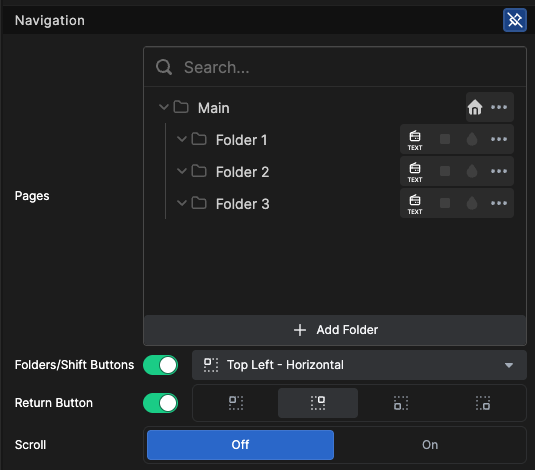 Navigation
Search...
Main
Folder 1
TEXT
Folder 2
TEXT
Pages
Folder 3
TEXT
Add Folder
Folders/Shift Buttons
Top Left - Horizontal
Return Button
Scroll
Off
On